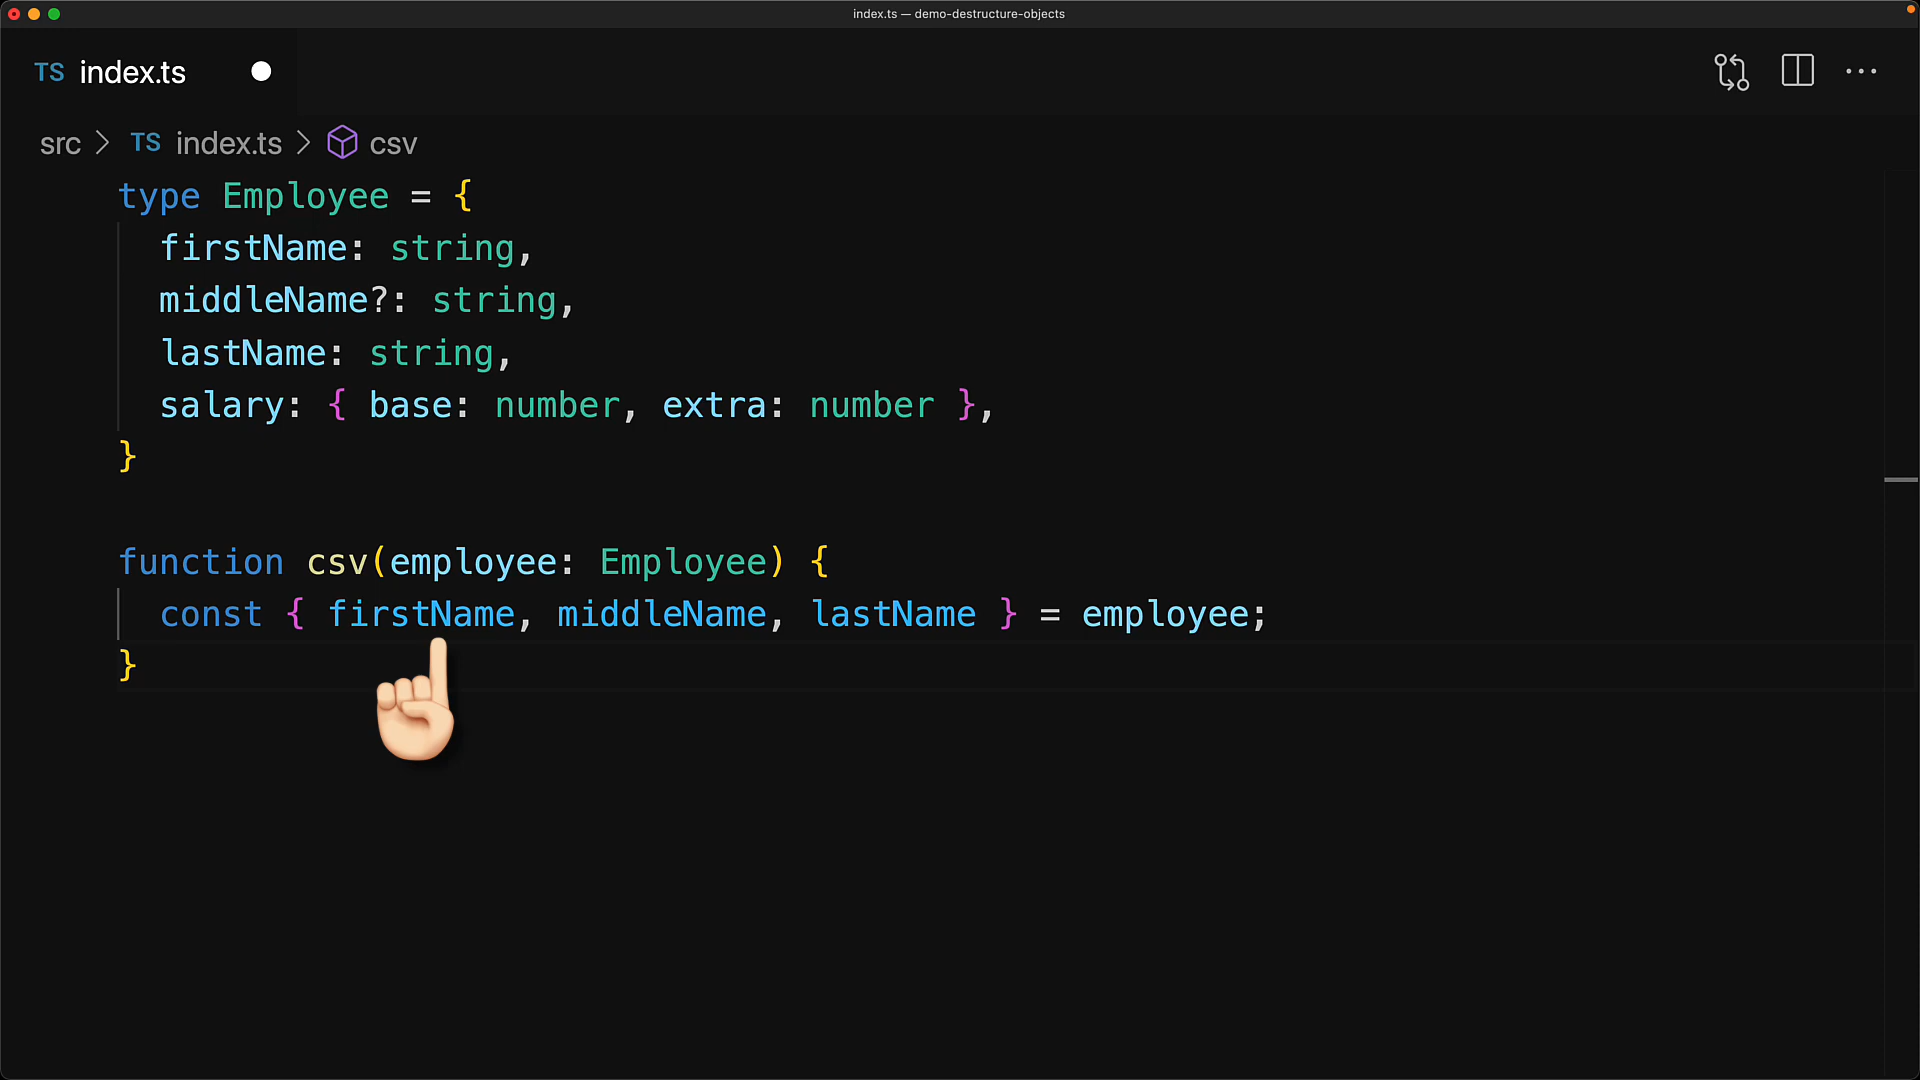 index.ts — demo-destructure-objects
TS index.ts
src > TS index.ts > csv
type Employee = {
  firstName: string,
  middleName?: string,
  lastName: string,
  salary: { base: number, extra: number },
}
function csv(employee: Employee) {
  const { firstName, middleName, lastName } = employee;
}